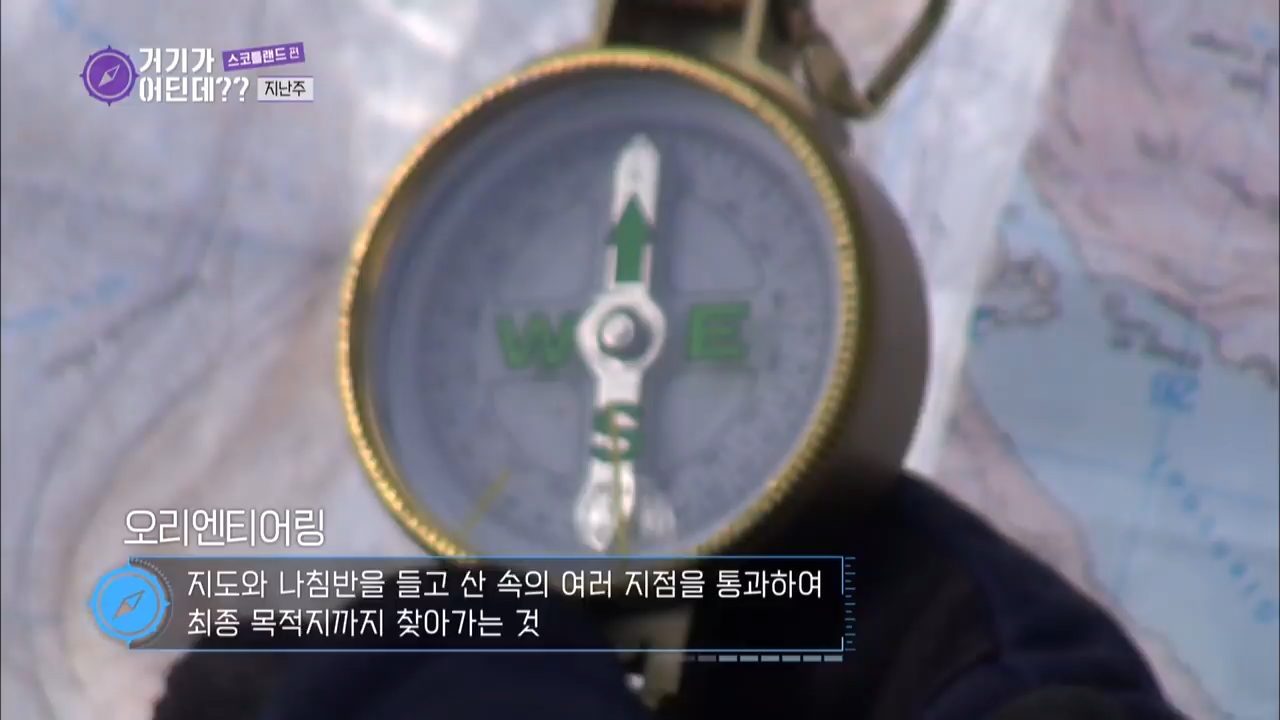 거기가 스코틀랜드 편
어딘데?? 지난주
W E
S
오리엔티어링
지도와 나침반을 들고 산 속의 여러 지점을 통과하여
최종 목적지까지 찾아가는 것